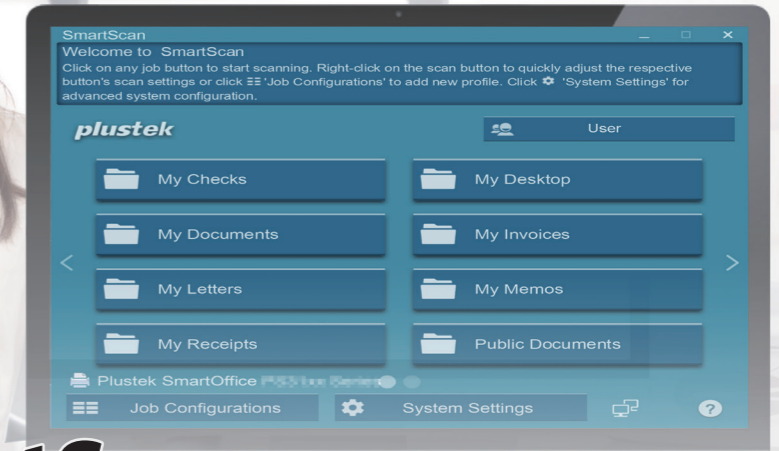 SmartScan
Welcome to SmartScan
Click on any job button to start scanning. Right-click on the scan button to quickly adjust the respective
button's scan settings or click 'Job Configurations' to add new profile. Click 'System Settings' for
advanced system configuration.
plustek
User
My Checks
My Desktop
My Documents
My Invoices
My Letters
My Memos
My Receipts
Public Documents
Plustek SmartOffice
Job Configurations
System Settings